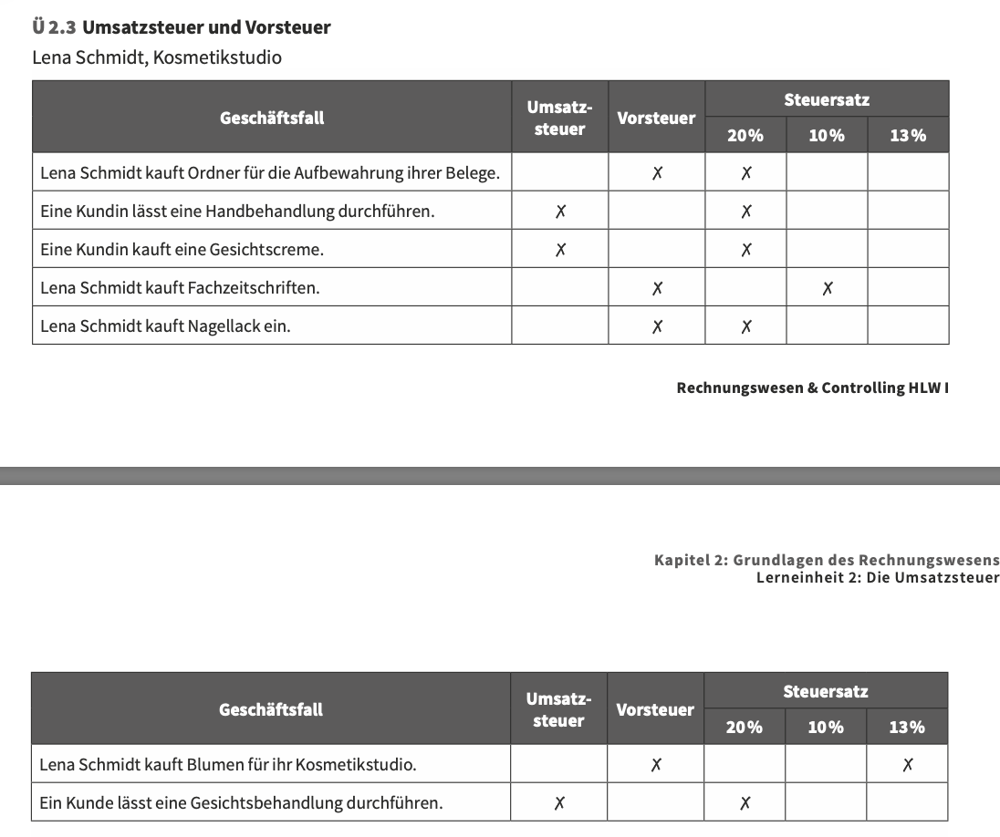 Ü 2.3 Umsatzsteuer und Vorsteuer
Lena Schmidt, Kosmetikstudio
Geschäftsfall Umsatz-steuer Vorsteuer Steuersatz
20% 10% 13%
Lena Schmidt kauft Ordner für die Aufbewahrung ihrer Belege. ✗ ✗
Eine Kundin lässt eine Handbehandlung durchführen. ✗ ✗
Eine Kundin kauft eine Gesichtscreme. ✗ ✗
Lena Schmidt kauft Fachzeitschriften. ✗ ✗
Lena Schmidt kauft Nagellack ein. ✗ ✗
Rechnungswesen & Controlling HLW I
Kapitel 2: Grundlagen des Rechnungswesens
Lerneinheit 2: Die Umsatzsteuer
Geschäftsfall Umsatz-steuer Vorsteuer Steuersatz
20% 10% 13%
Lena Schmidt kauft Blumen für ihr Kosmetikstudio. ✗ ✗
Ein Kunde lässt eine Gesichtsbehandlung durchführen. ✗ ✗